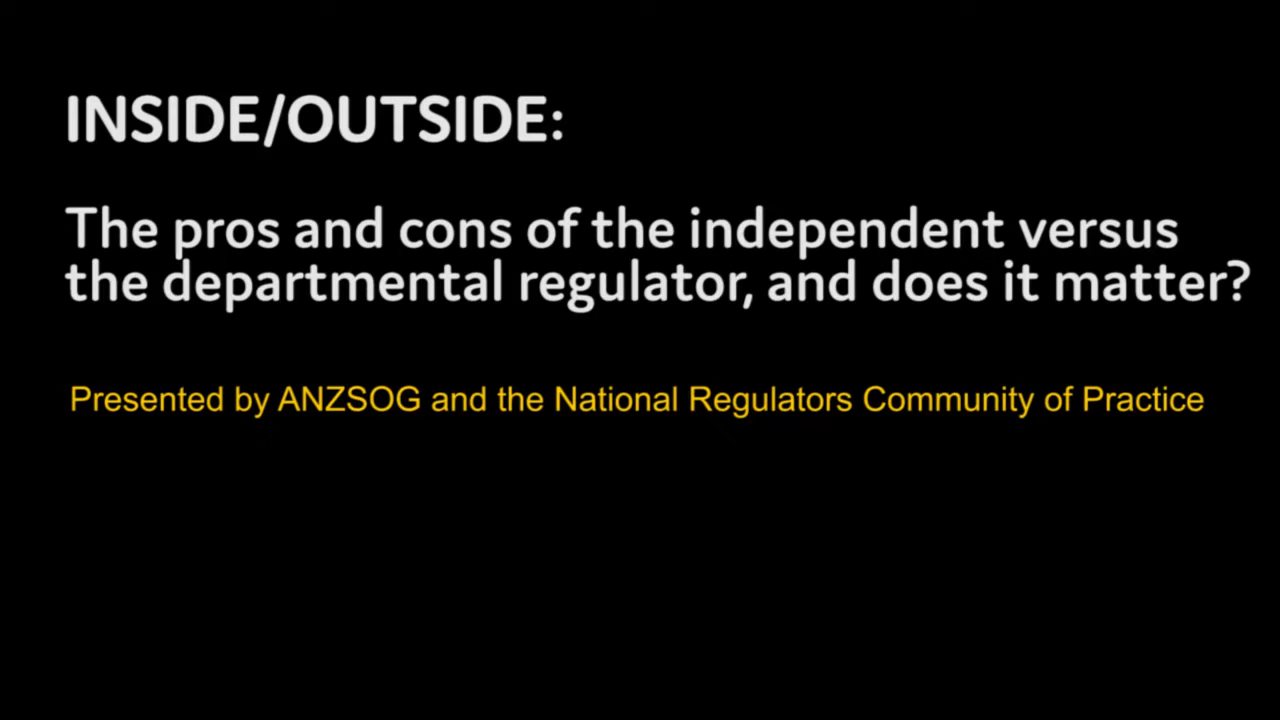 INSIDE/OUTSIDE:
The pros and cons of the independent versus
the departmental regulator, and does it matter?
Presented by ANZSOG and the National Regulators Community of Practice